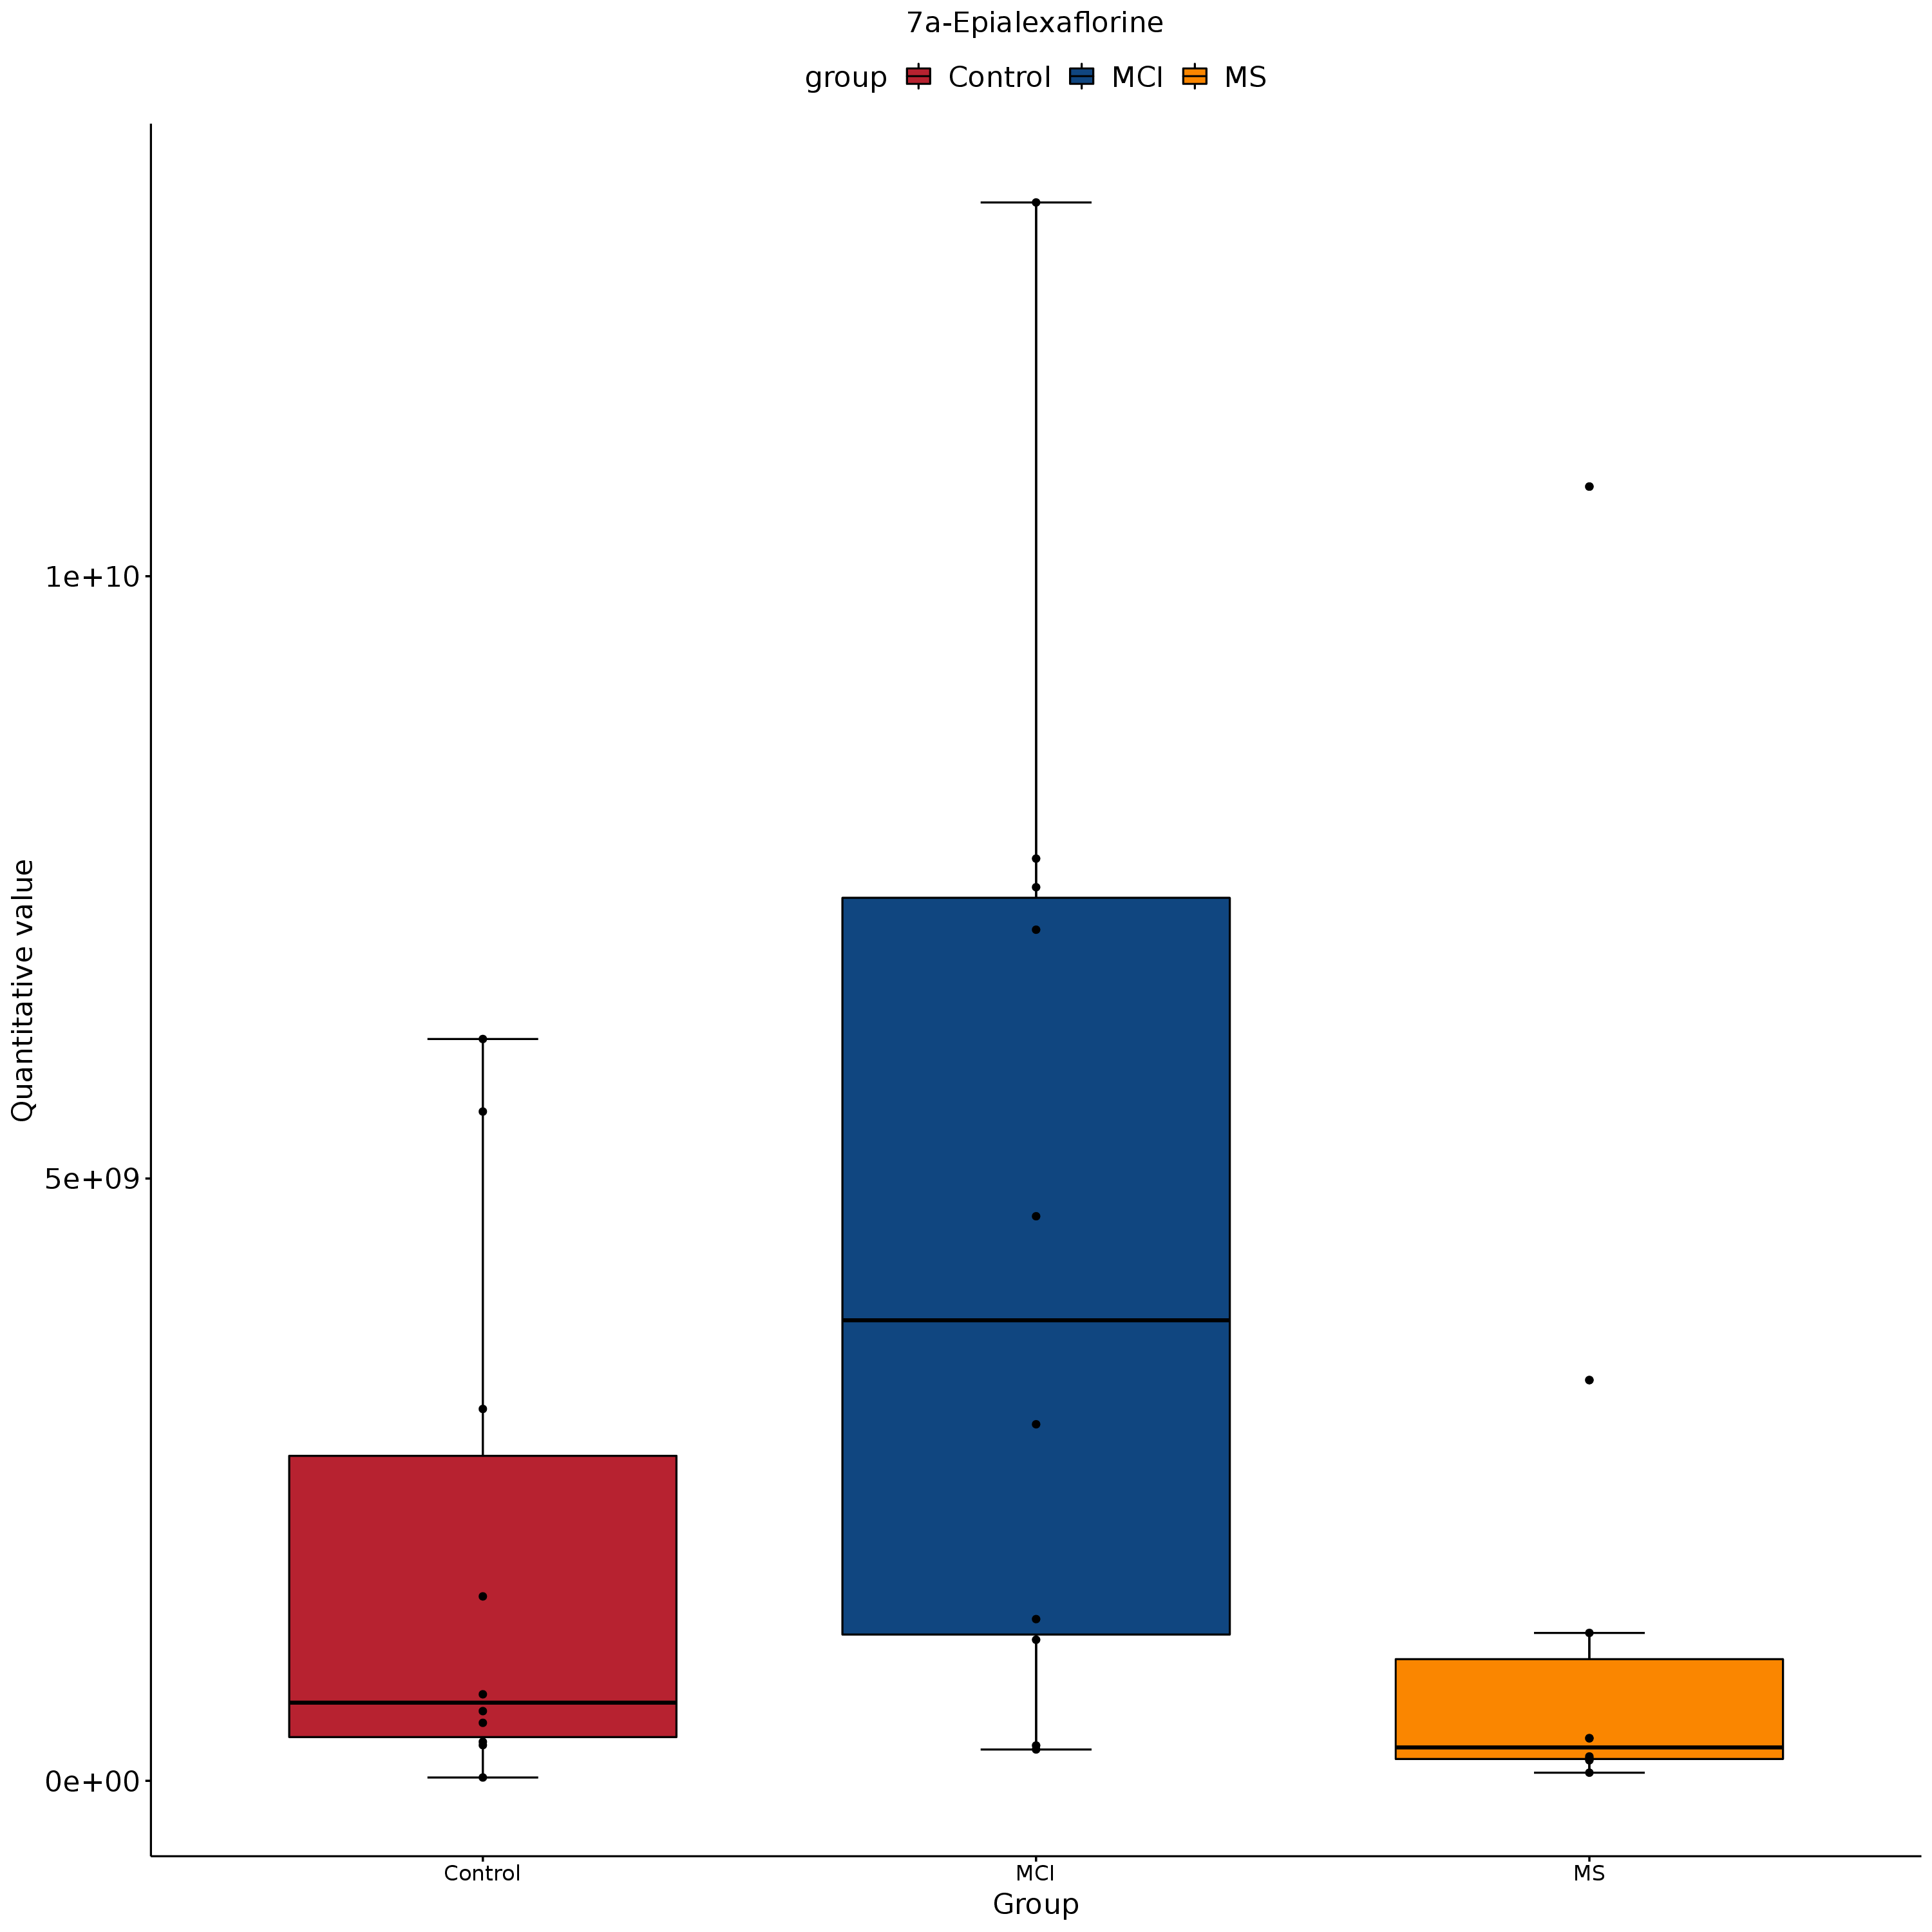 7a-Epialexaflorine
group Control MCI MS
Quantitative value
1e+10
5e+09
0e+00
Control MCI MS
Group